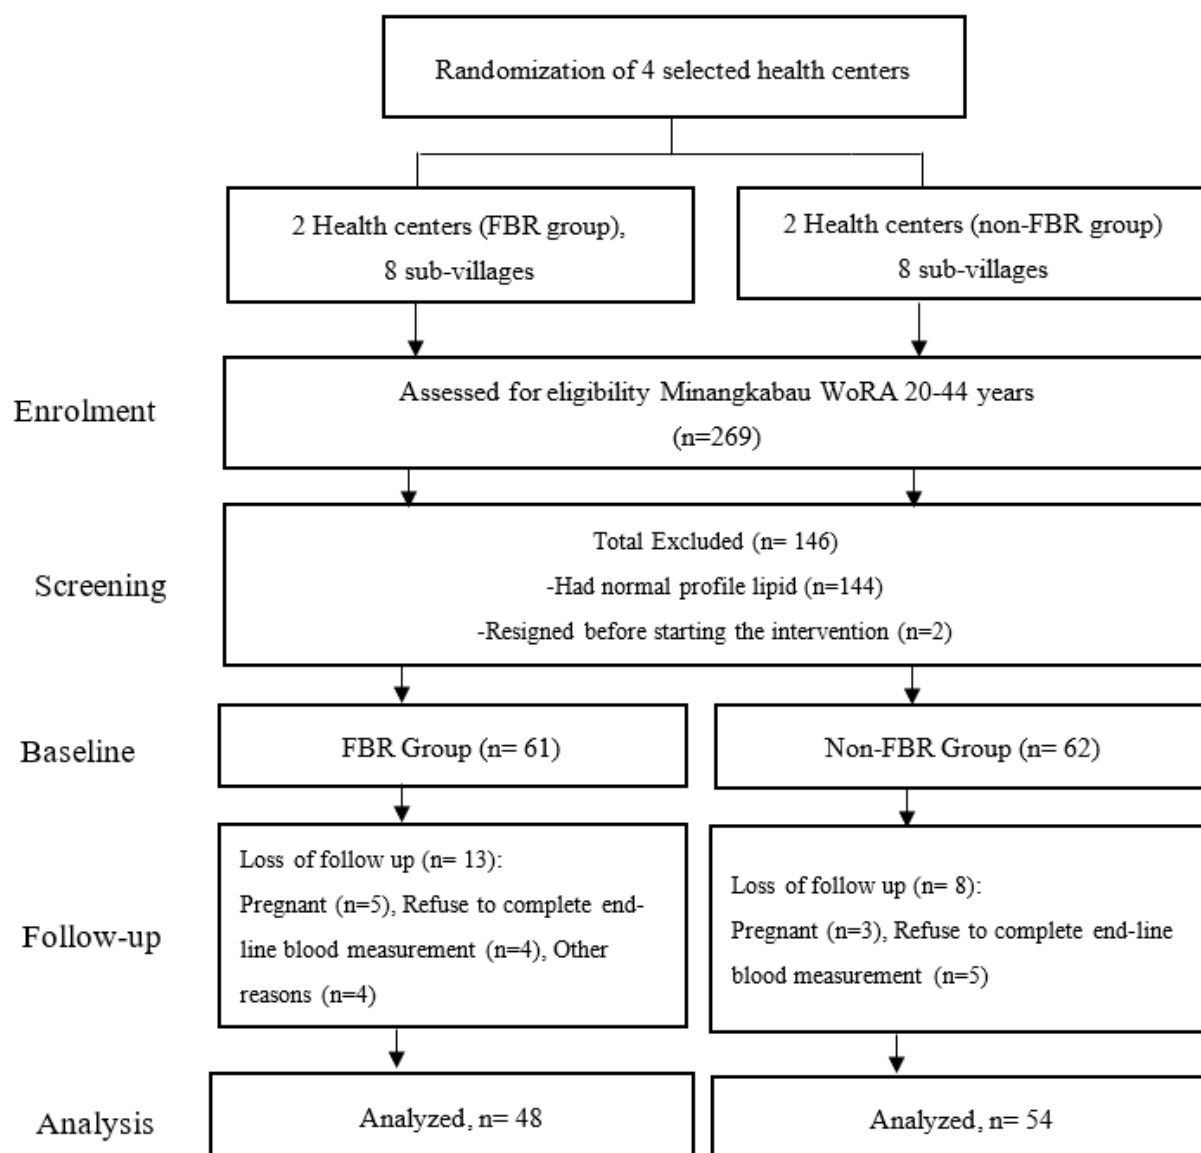 Randomization of 4 selected health centers
2 Health centers (FBR group),
8 sub-villages
2 Health centers (non-FBR group)
8 sub-villages
Enrolment
Assessed for eligibility Minangkabau WoRA 20-44 years
(n=269)
Screening
Total Excluded (n= 146)
-Had normal profile lipid (n=144)
-Resigned before starting the intervention (n=2)
Baseline
FBR Group (n= 61)
Non-FBR Group (n= 62)
Follow-up
Loss of follow up (n= 13):
Pregnant (n=5), Refuse to complete end-
line blood measurement (n=4), Other
reasons (n=4)
Loss of follow up (n= 8):
Pregnant (n=3), Refuse to complete end-line
blood measurement (n=5)
Analysis
Analyzed, n= 48
Analyzed, n= 54